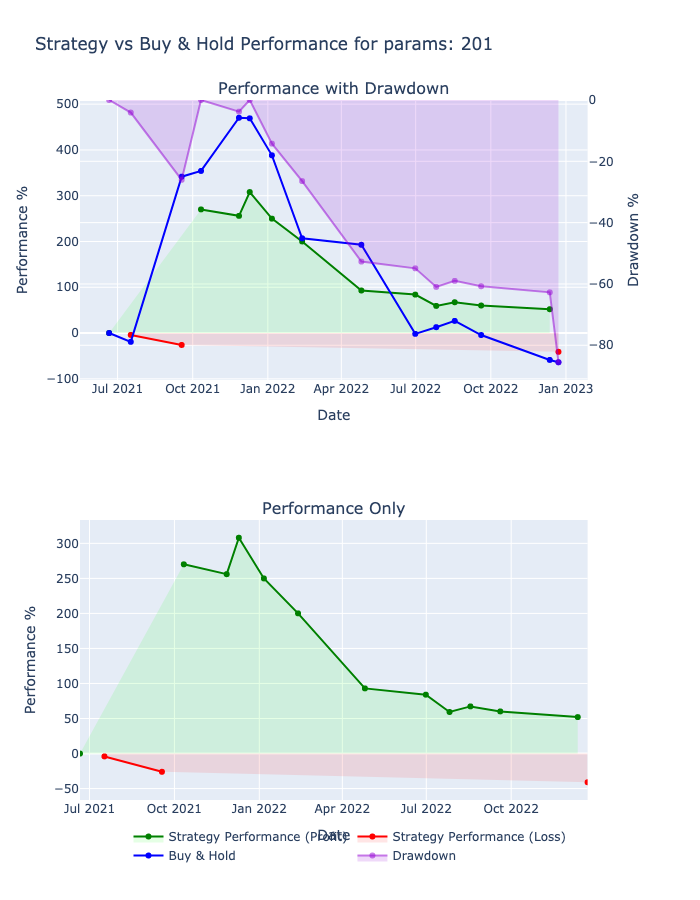 Strategy vs Buy & Hold Performance for params: 201
Performance with Drawdown
500
400
300
200
100
0
−100
Performance %
0
−20
−40
−60
−80
Drawdown %
Jul 2021 Oct 2021 Jan 2022 Apr 2022 Jul 2022 Oct 2022 Jan 2023
Date
Performance Only
300
250
200
150
100
50
0
−50
Performance %
Jul 2021 Oct 2021 Jan 2022 Apr 2022 Jul 2022 Oct 2022
Date
Strategy Performance (Profit) Strategy Performance (Loss)
Buy & Hold Drawdown